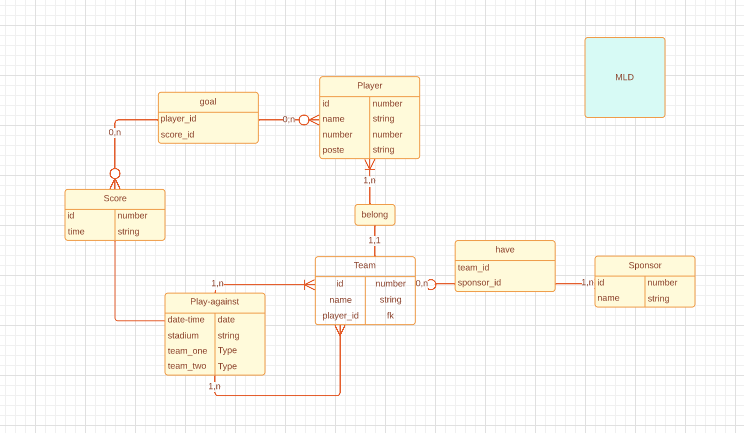 MLD
Player
id number
name string
number number
poste string
goal
player_id
score_id
0,n
0,n
Score
id number
time string
1,n
belong
1,1
have
team_id
sponsor_id
Team
id number
name string
player_id fk
0,n
1,n
Sponsor
id number
name string
1,n
Play-against
date-time date
stadium string
team_one Type
team_two Type
1,n